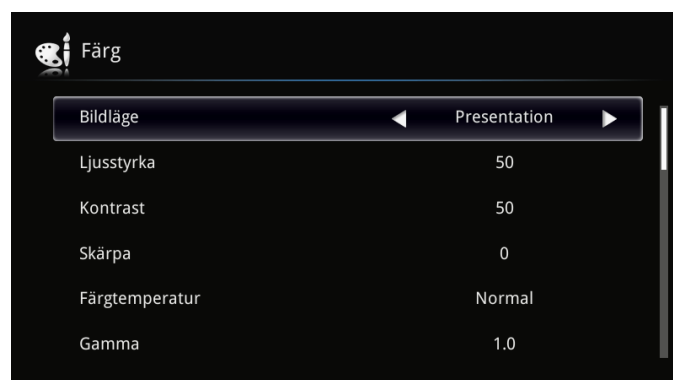 Färg
Bildläge Presentation
Ljusstyrka 50
Kontrast 50
Skärpa 0
Färgtemperatur Normal
Gamma 1.0